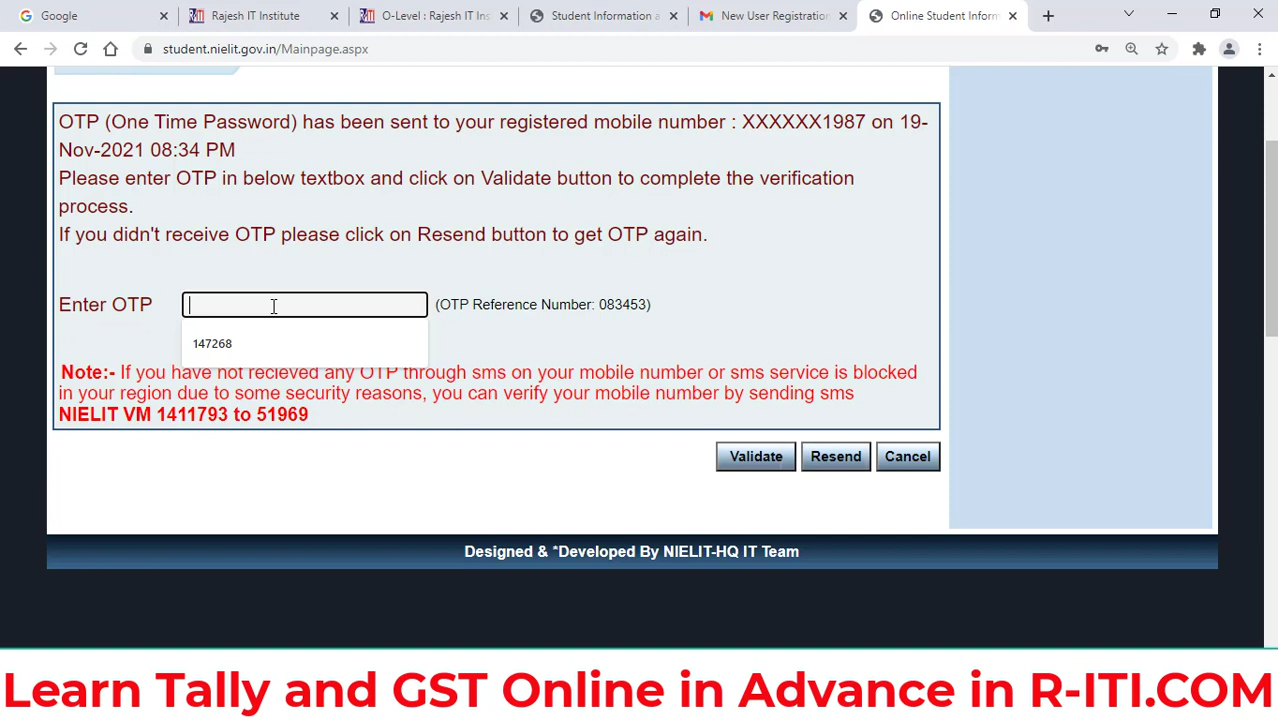 Google
Rajesh IT Institute
O-Level : Rajesh IT Ins
Student Information a
New User Registration
Online Student Inform
student.nielit.gov.in/Mainpage.aspx
OTP (One Time Password) has been sent to your registered mobile number : XXXXXX1987 on 19-
Nov-2021 08:34 PM
Please enter OTP in below textbox and click on Validate button to complete the verification
process.
If you didn't receive OTP please click on Resend button to get OTP again.
Enter OTP (OTP Reference Number: 083453)
147268
Note:- If you have not recieved any OTP through sms on your mobile number or sms service is blocked
in your region due to some security reasons, you can verify your mobile number by sending sms
NIELIT VM 1411793 to 51969
Validate Resend Cancel
Designed & *Developed By NIELIT-HQ IT Team
Learn Tally and GST Online in Advance in R-ITI.COM